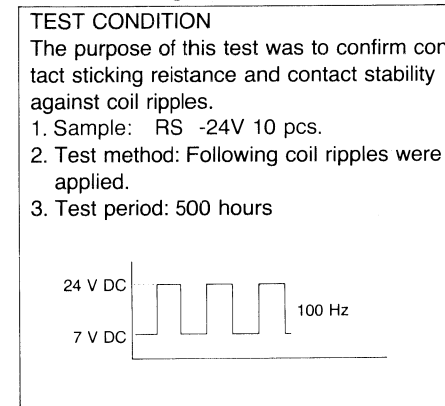 TEST CONDITION
The purpose of this test was to confirm con
tact sticking reistance and contact stability
against coil ripples.
1. Sample: RS -24V 10 pcs.
2. Test method: Following coil ripples were
applied.
3. Test period: 500 hours
24 V DC
100 Hz
7 V DC